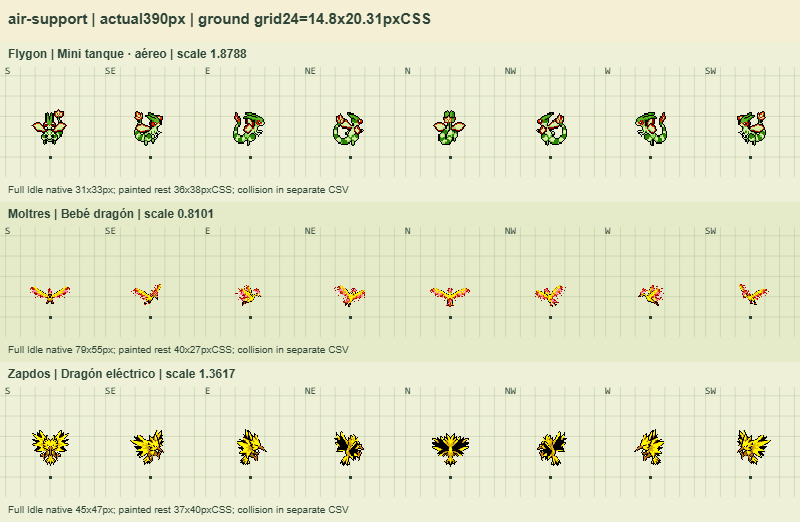 air-support | actual390px | ground grid24=14.8x20.31pxCSS
Flygon | Mini tanque · aéreo | scale 1.8788
S SE E NE N NW W SW
Full Idle native 31x33px; painted rest 36x38pxCSS; collision in separate CSV
Moltres | Bebé dragón | scale 0.8101
S SE E NE N NW W SW
Full Idle native 79x55px; painted rest 40x27pxCSS; collision in separate CSV
Zapdos | Dragón eléctrico | scale 1.3617
S SE E NE N NW W SW
Full Idle native 45x47px; painted rest 37x40pxCSS; collision in separate CSV